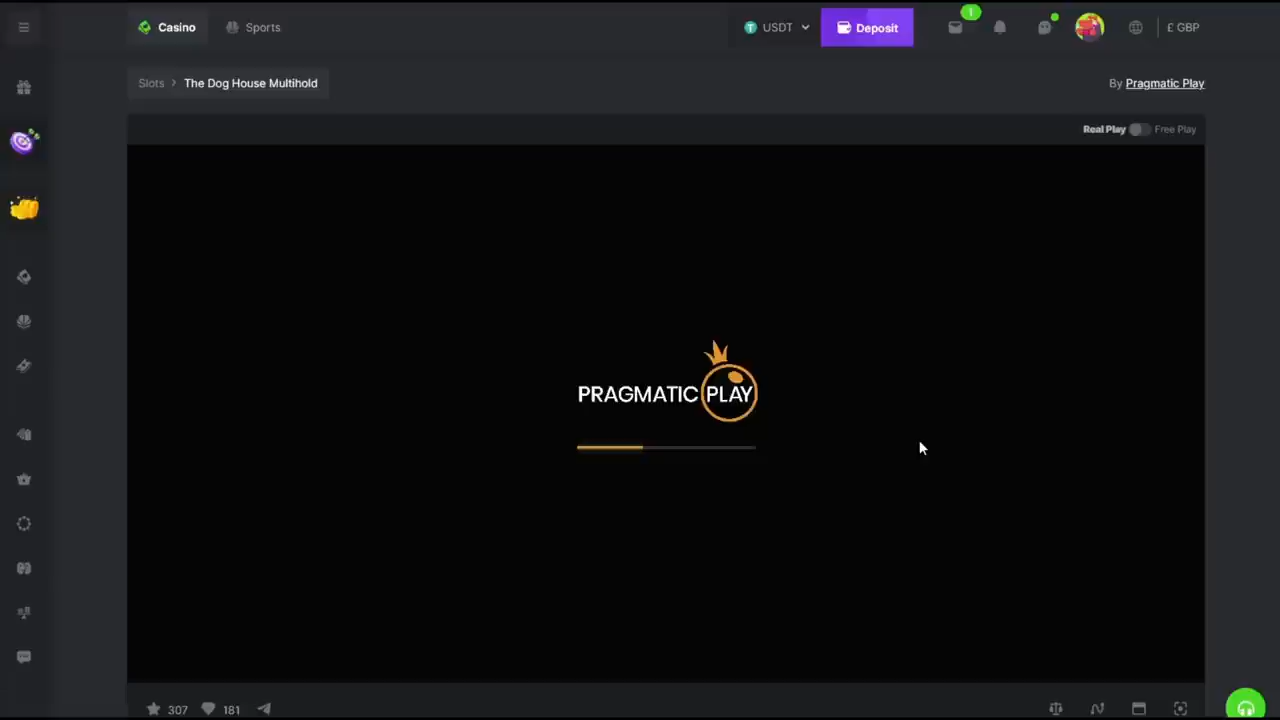 Casino
Sports
USDT
Deposit
1
£ GBP
Slots > The Dog House Multihold
By Pragmatic Play
Real Play
Free Play
PRAGMATIC PLAY
307
181